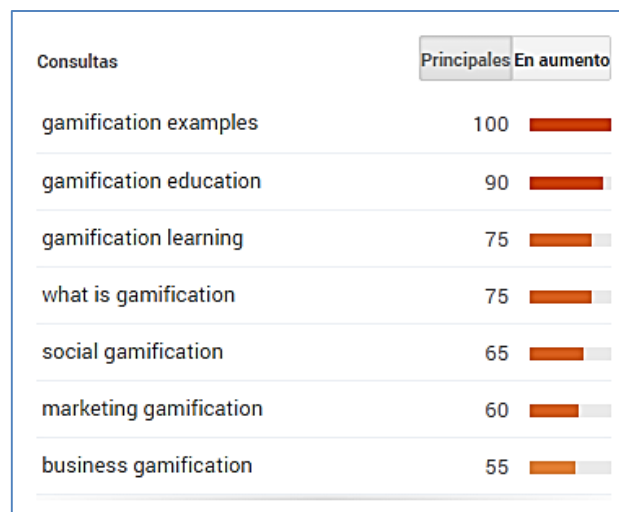 Consultas Principales En aumento
gamification examples 100
gamification education 90
gamification learning 75
what is gamification 75
social gamification 65
marketing gamification 60
business gamification 55